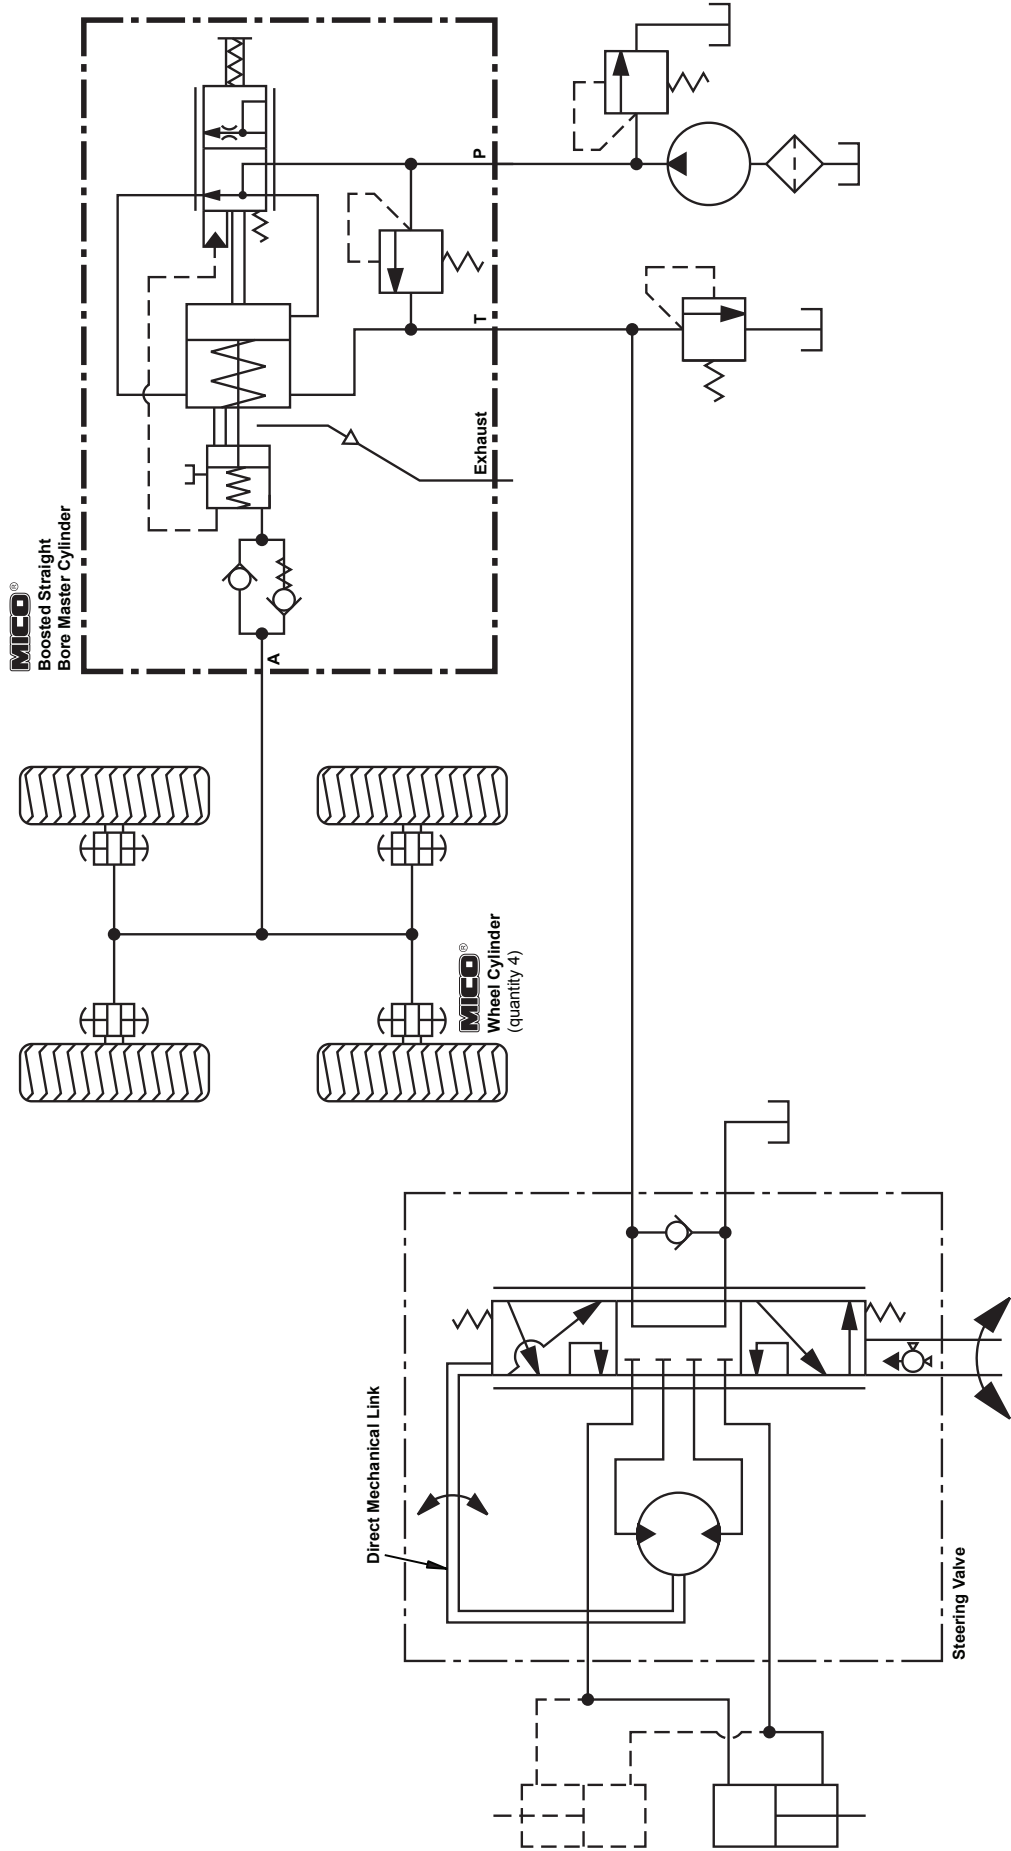 MICO®
Boosted Straight
Bore Master Cylinder
P
T
Exhaust
A
MICO®
Wheel Cylinder
(quantity 4)
Direct Mechanical Link
Steering Valve